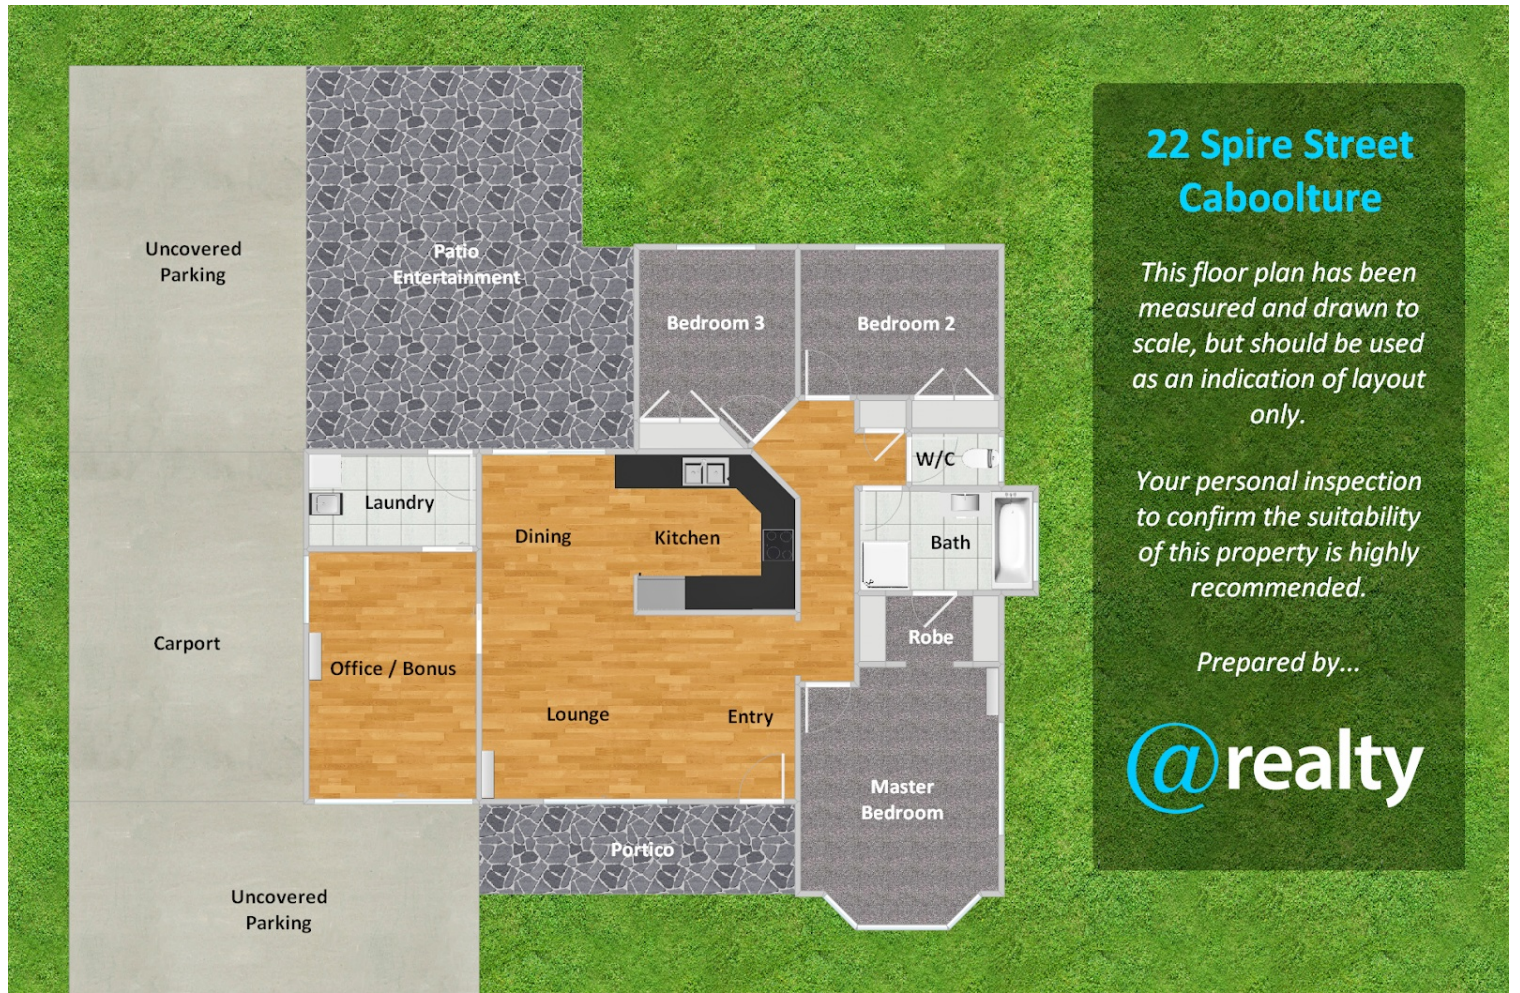 22 Spire Street
Caboolture
This floor plan has been
measured and drawn to
scale, but should be used
as an indication of layout
only.
Your personal inspection
to confirm the suitability
of this property is highly
recommended.
Prepared by...
@realty
Uncovered
Parking
Patio
Entertainment
Bedroom 3
Bedroom 2
W/C
Laundry
Dining
Kitchen
Bath
Carport
Office / Bonus
Robe
Lounge
Entry
Master
Bedroom
Portico
Uncovered
Parking